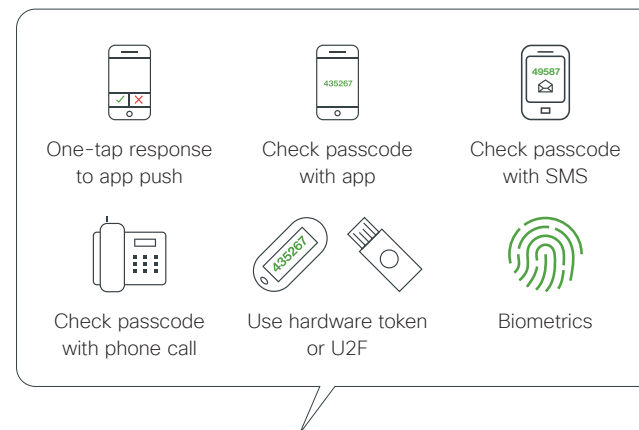 435267
49587
One-tap response
to app push
Check passcode
with app
Check passcode
with SMS
435267
Check passcode
with phone call
Use hardware token
or U2F
Biometrics